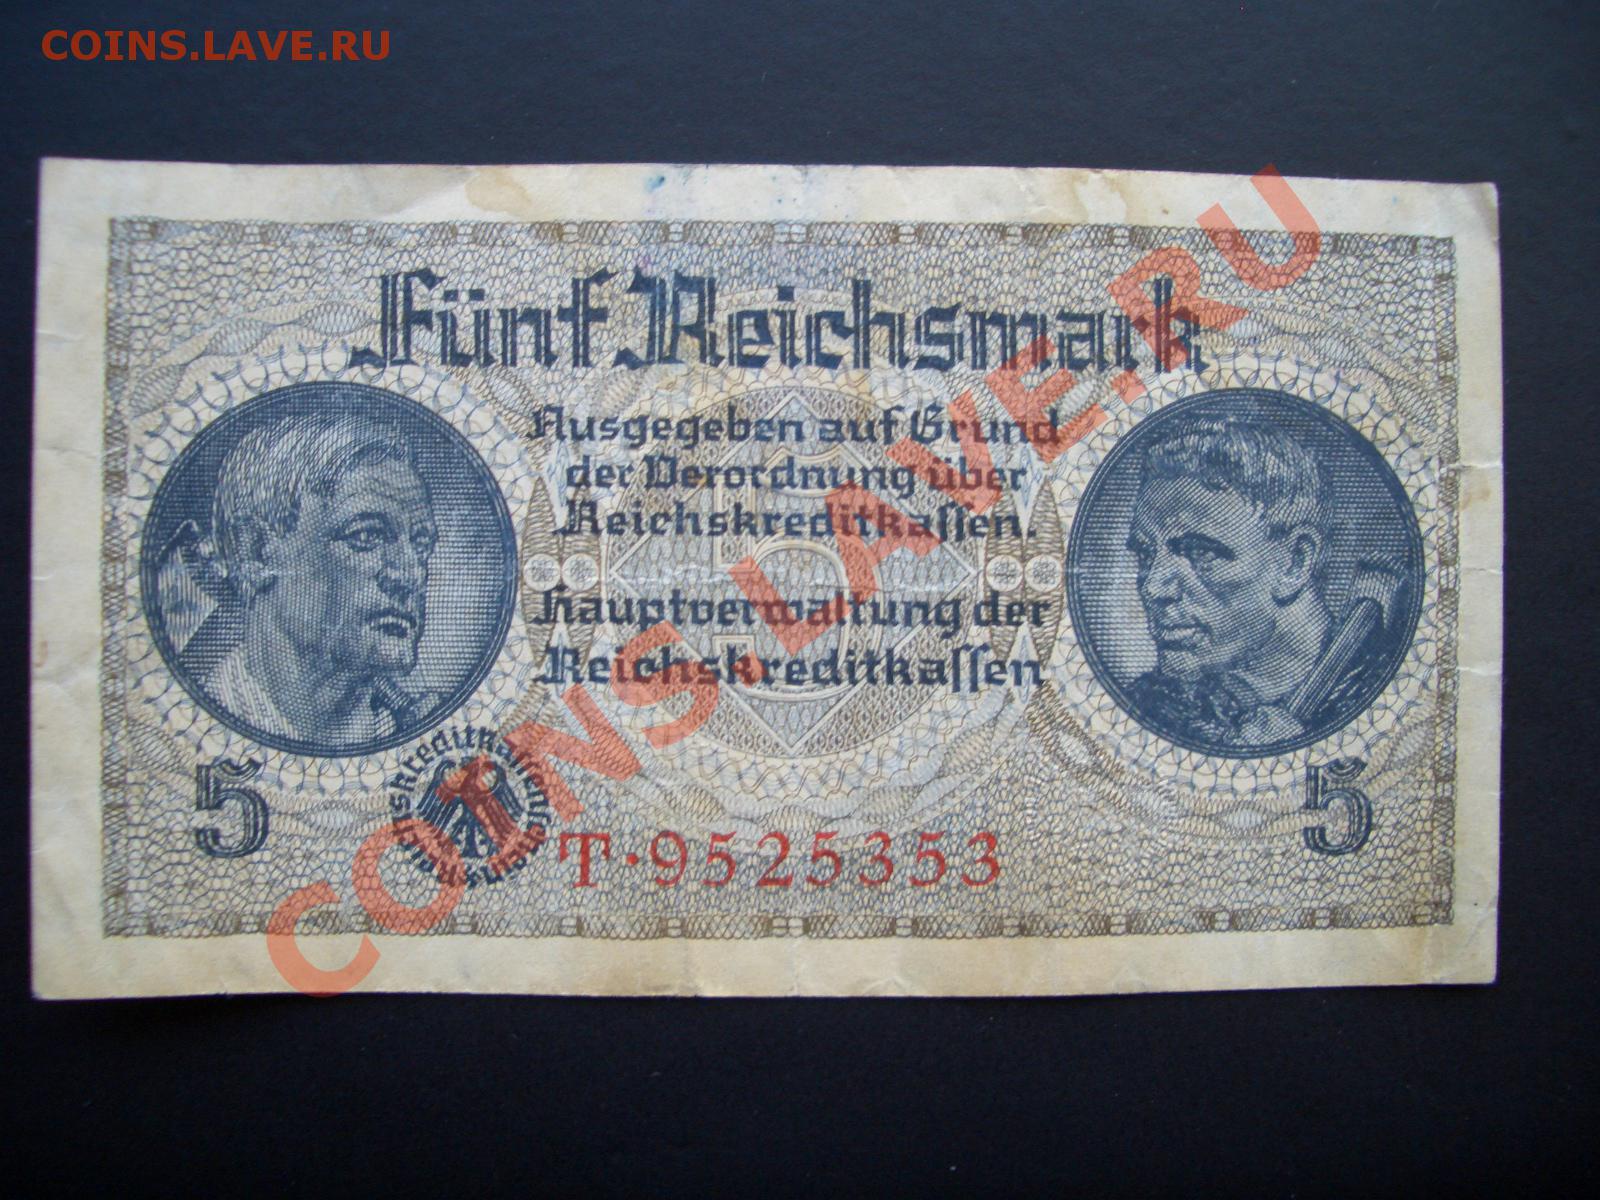 COINS.LAVE.RU
Fünf Reichsmark
Ausgegeben auf Grund
der Verordnung über
Reichskreditkassen.
5
Hauptverwaltung der
Reichskreditkassen
5
5
T·9525353
COINS.LAVE.RU